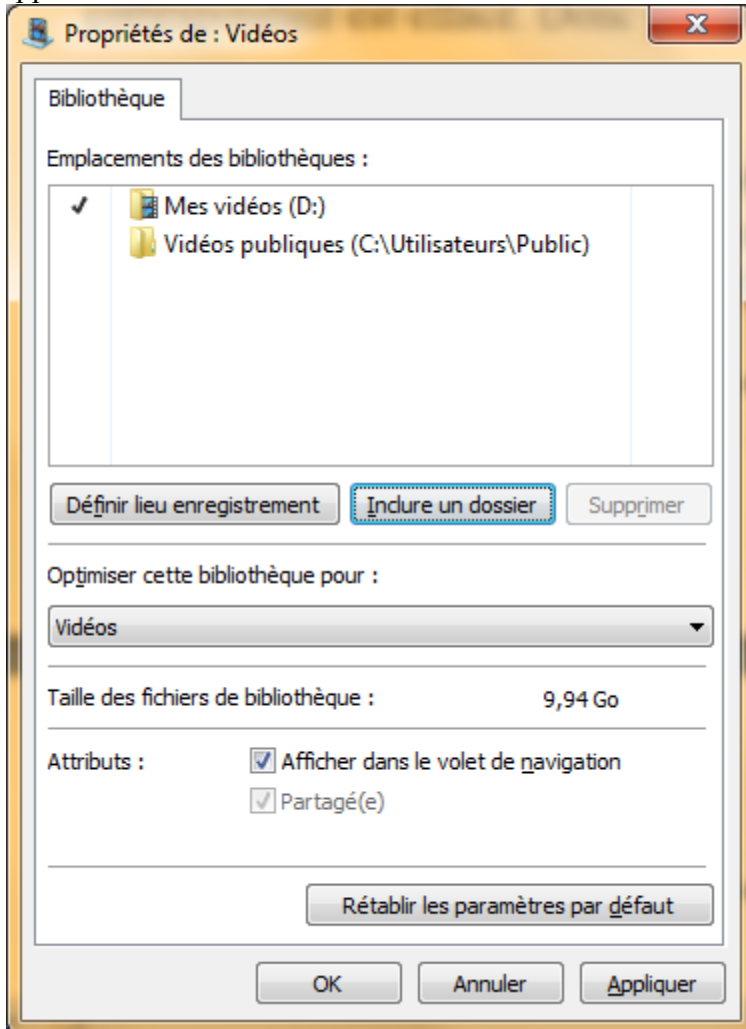 Propriétés de : Vidéos
Bibliothèque
Emplacements des bibliothèques :
Mes vidéos (D:)
Vidéos publiques (C:\Utilisateurs\Public)
Définir lieu enregistrement Inclure un dossier Supprimer
Optimiser cette bibliothèque pour :
Vidéos
Taille des fichiers de bibliothèque : 9,94 Go
Attributs : Afficher dans le volet de navigation
Partagé(e)
Rétablir les paramètres par défaut
OK Annuler Appliquer